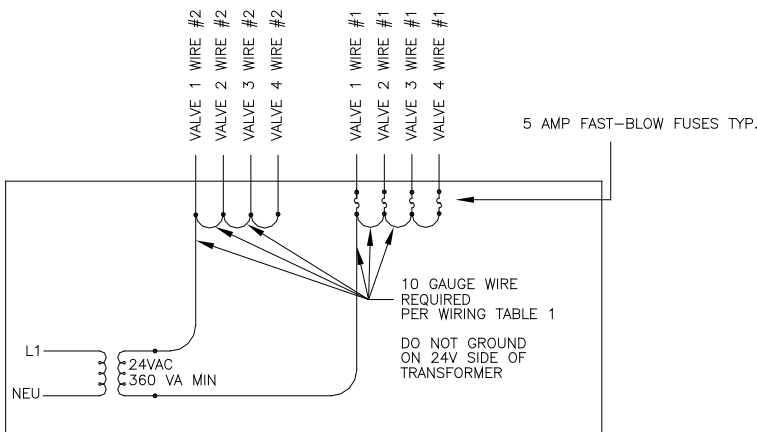 VALVE 1 WIRE #2
VALVE 2 WIRE #2
VALVE 3 WIRE #2
VALVE 4 WIRE #2
VALVE 1 WIRE #1
VALVE 2 WIRE #1
VALVE 3 WIRE #1
VALVE 4 WIRE #1
5 AMP FAST-BLOW FUSES TYP.
10 GAUGE WIRE
REQUIRED
PER WIRING TABLE 1
DO NOT GROUND
ON 24V SIDE OF
TRANSFORMER
L1
24VAC
360 VA MIN
NEU